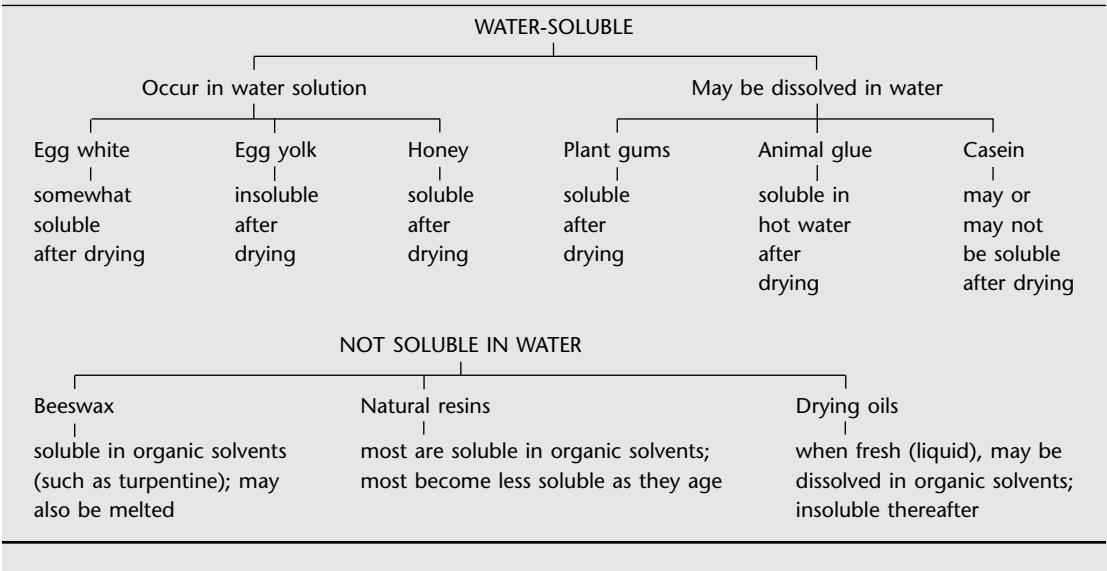 WATER-SOLUBLE
Occur in water solution
May be dissolved in water
Egg white
somewhat
soluble
after drying
Egg yolk
insoluble
after
drying
Honey
soluble
after
drying
Plant gums
soluble
after
drying
Animal glue
soluble in
hot water
after
drying
Casein
may or
may not
be soluble
after drying
NOT SOLUBLE IN WATER
Beeswax
soluble in organic solvents
(such as turpentine); may
also be melted
Natural resins
most are soluble in organic solvents;
most become less soluble as they age
Drying oils
when fresh (liquid), may be
dissolved in organic solvents;
insoluble thereafter